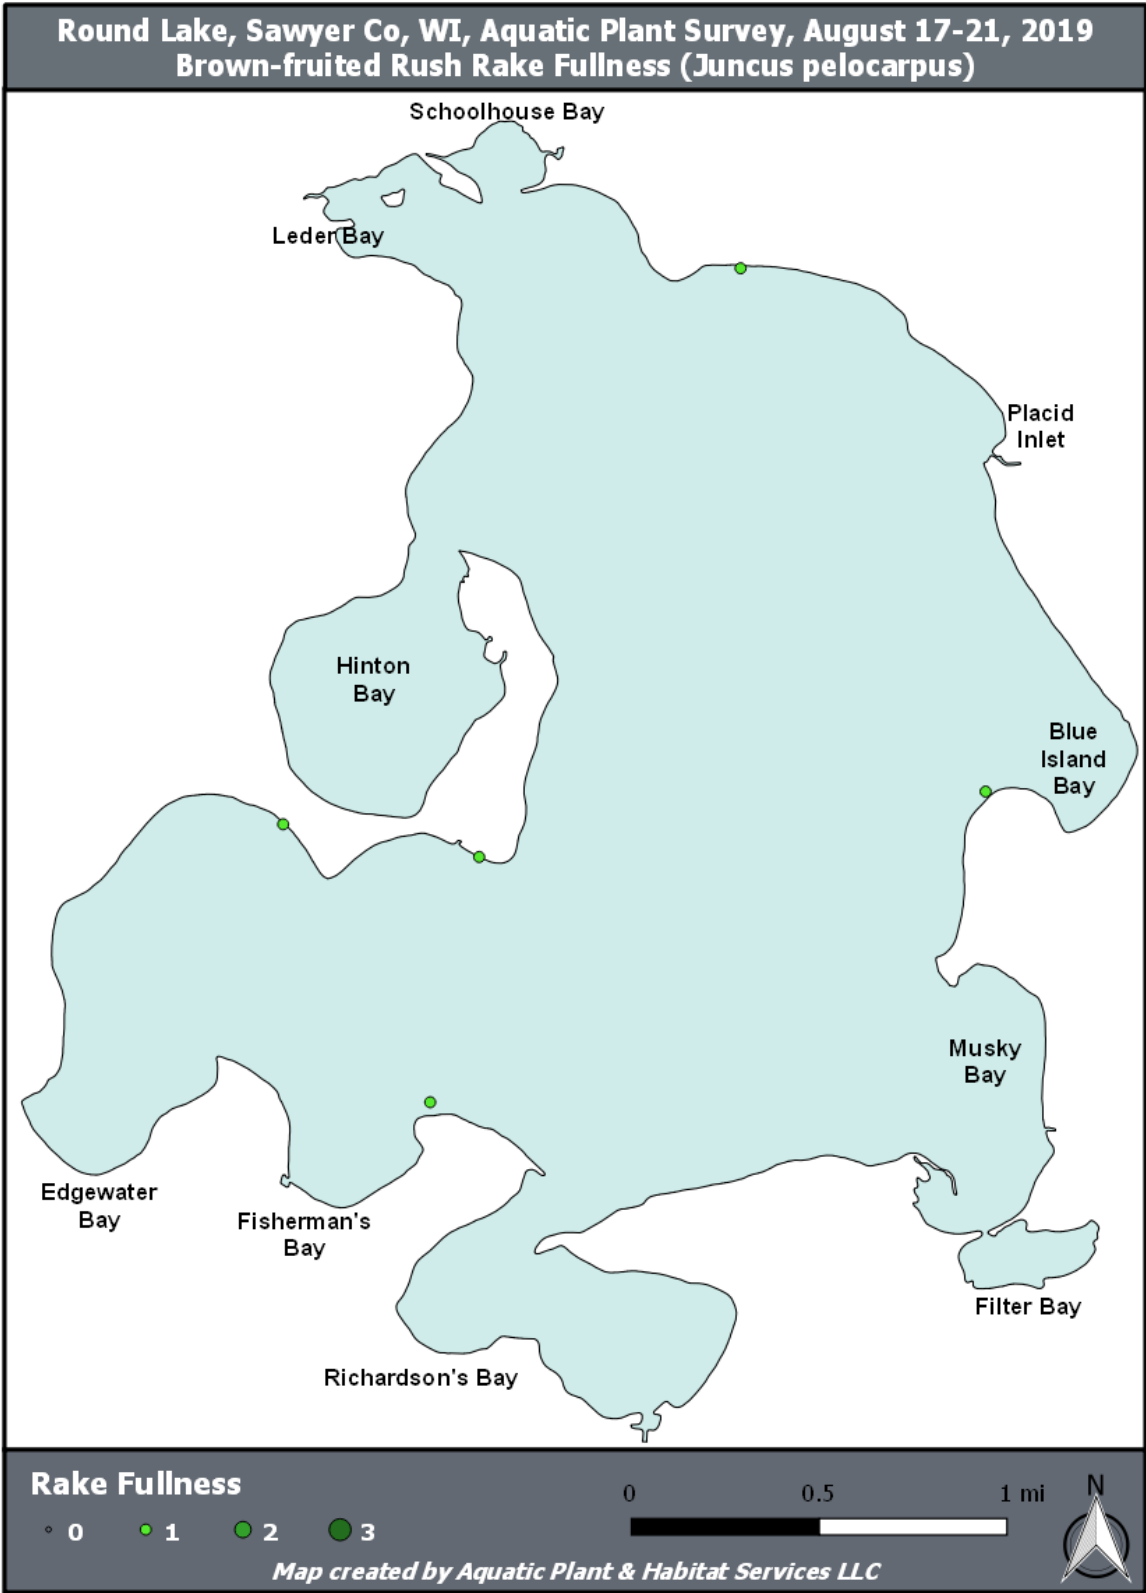 Round Lake, Sawyer Co, WI, Aquatic Plant Survey, August 17-21, 2019
Brown-fruited Rush Rake Fullness (Juncus pelocarpus)
Schoolhouse Bay
Leder Bay
Placid
Inlet
Hinton
Bay
Blue
Island
Bay
Musky
Bay
Edgewater
Bay
Fisherman's
Bay
Filter Bay
Richardson's Bay
Rake Fullness
0 1 2 3
0 0.5 1 mi
N
Map created by Aquatic Plant & Habitat Services LLC